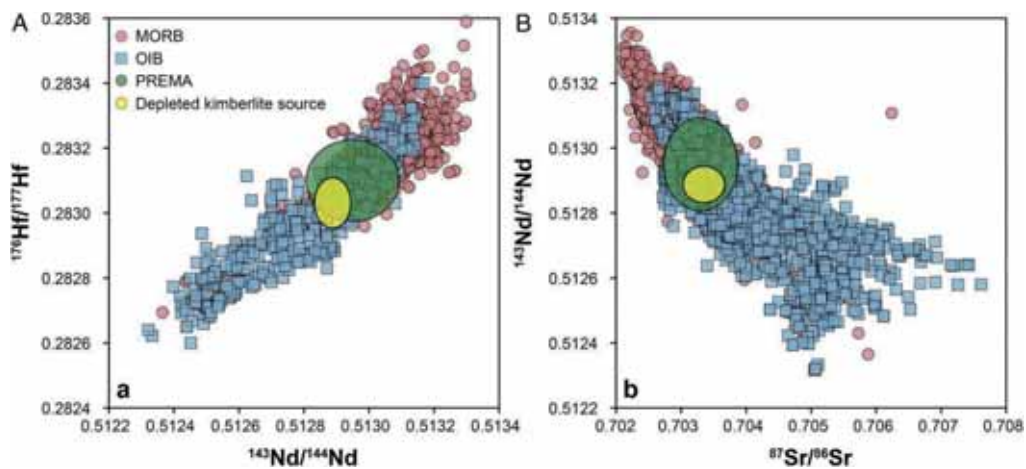 A
0.2836
0.2834
0.2832
0.2830
0.2828
0.2826
0.2824
176Hf/177Hf
MORB
OIB
PREMA
Depleted kimberlite source
a
0.5122 0.5124 0.5126 0.5128 0.5130 0.5132 0.5134
143Nd/144Nd
B
0.5134
0.5132
0.5130
0.5128
0.5126
0.5124
0.5122
143Nd/144Nd
b
0.702 0.703 0.704 0.705 0.706 0.707 0.708
87Sr/86Sr